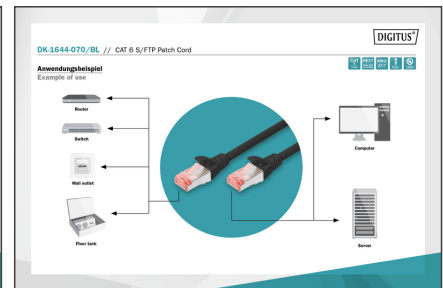 DIGITUS®
DK-1644-070/BL // CAT 6 S/FTP Patch Cord
Anwendungsbeispiel
Example of use
Router
Switch
Wall outlet
Floor tank
Computer
Server